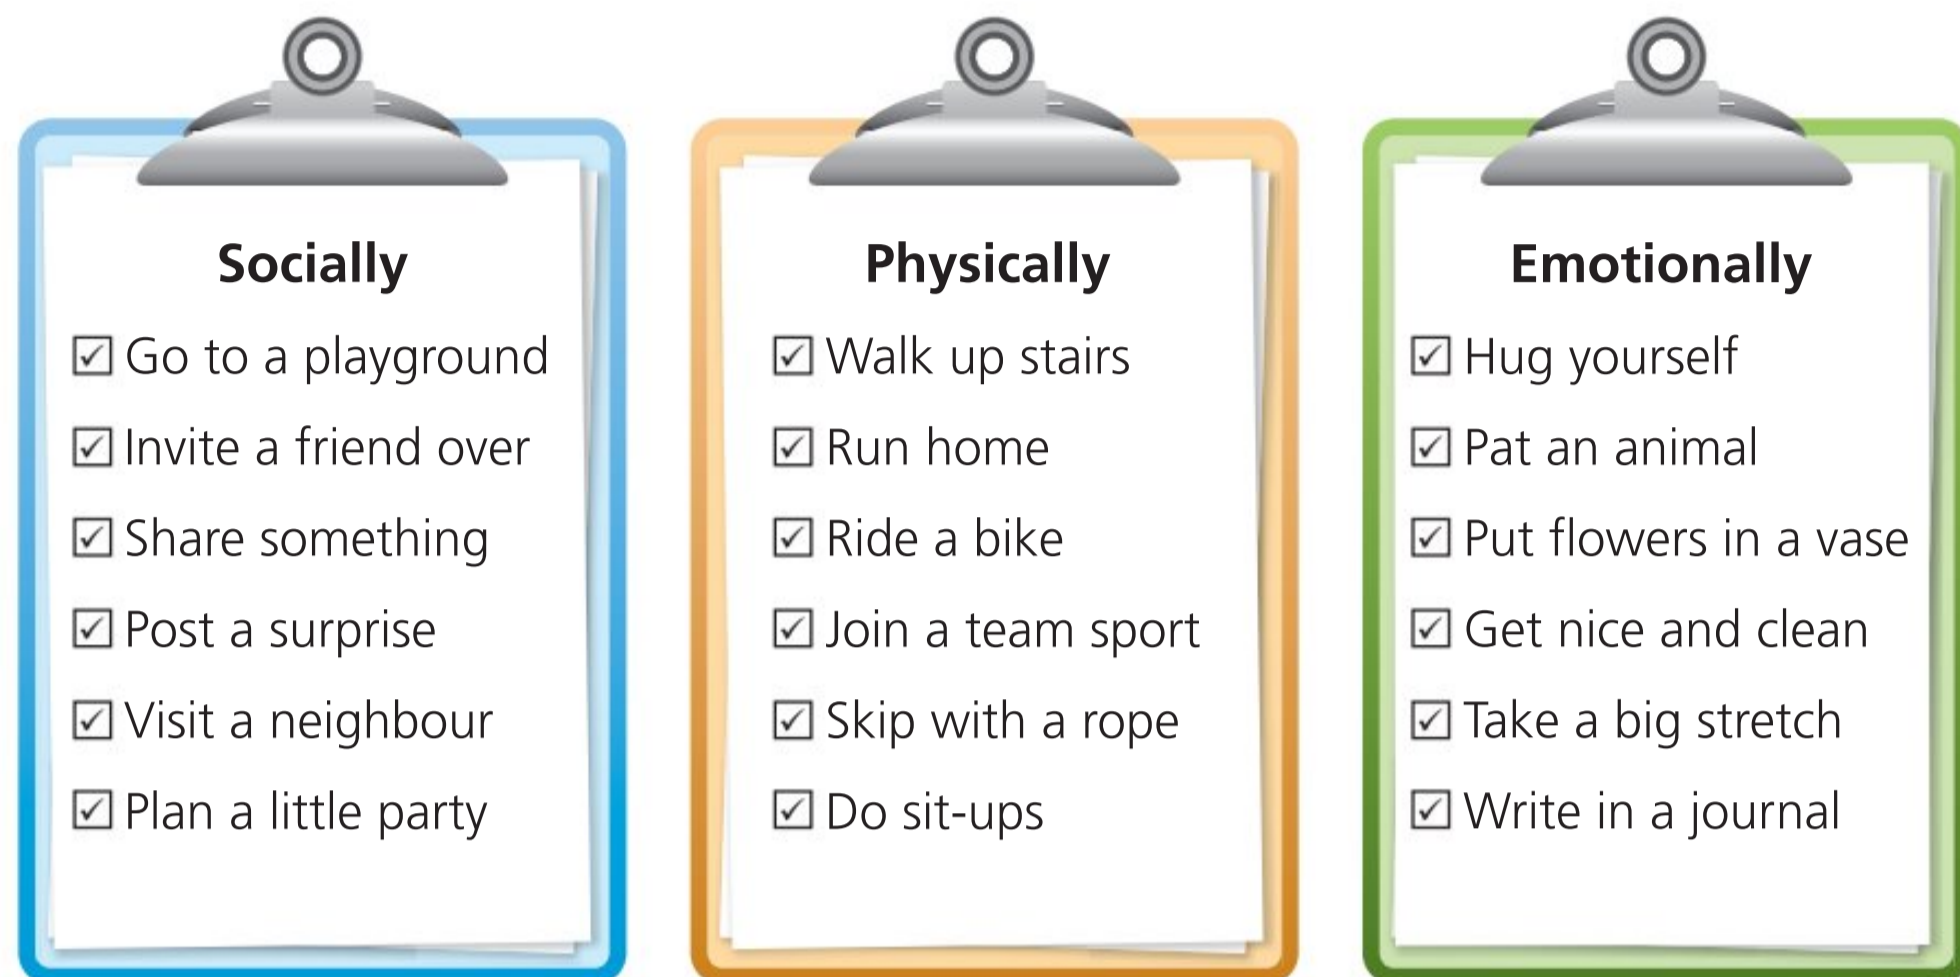 Socially
☑ Go to a playground
☑ Invite a friend over
☑ Share something
☑ Post a surprise
☑ Visit a neighbour
☑ Plan a little party
Physically
☑ Walk up stairs
☑ Run home
☑ Ride a bike
☑ Join a team sport
☑ Skip with a rope
☑ Do sit-ups
Emotionally
☑ Hug yourself
☑ Pat an animal
☑ Put flowers in a vase
☑ Get nice and clean
☑ Take a big stretch
☑ Write in a journal